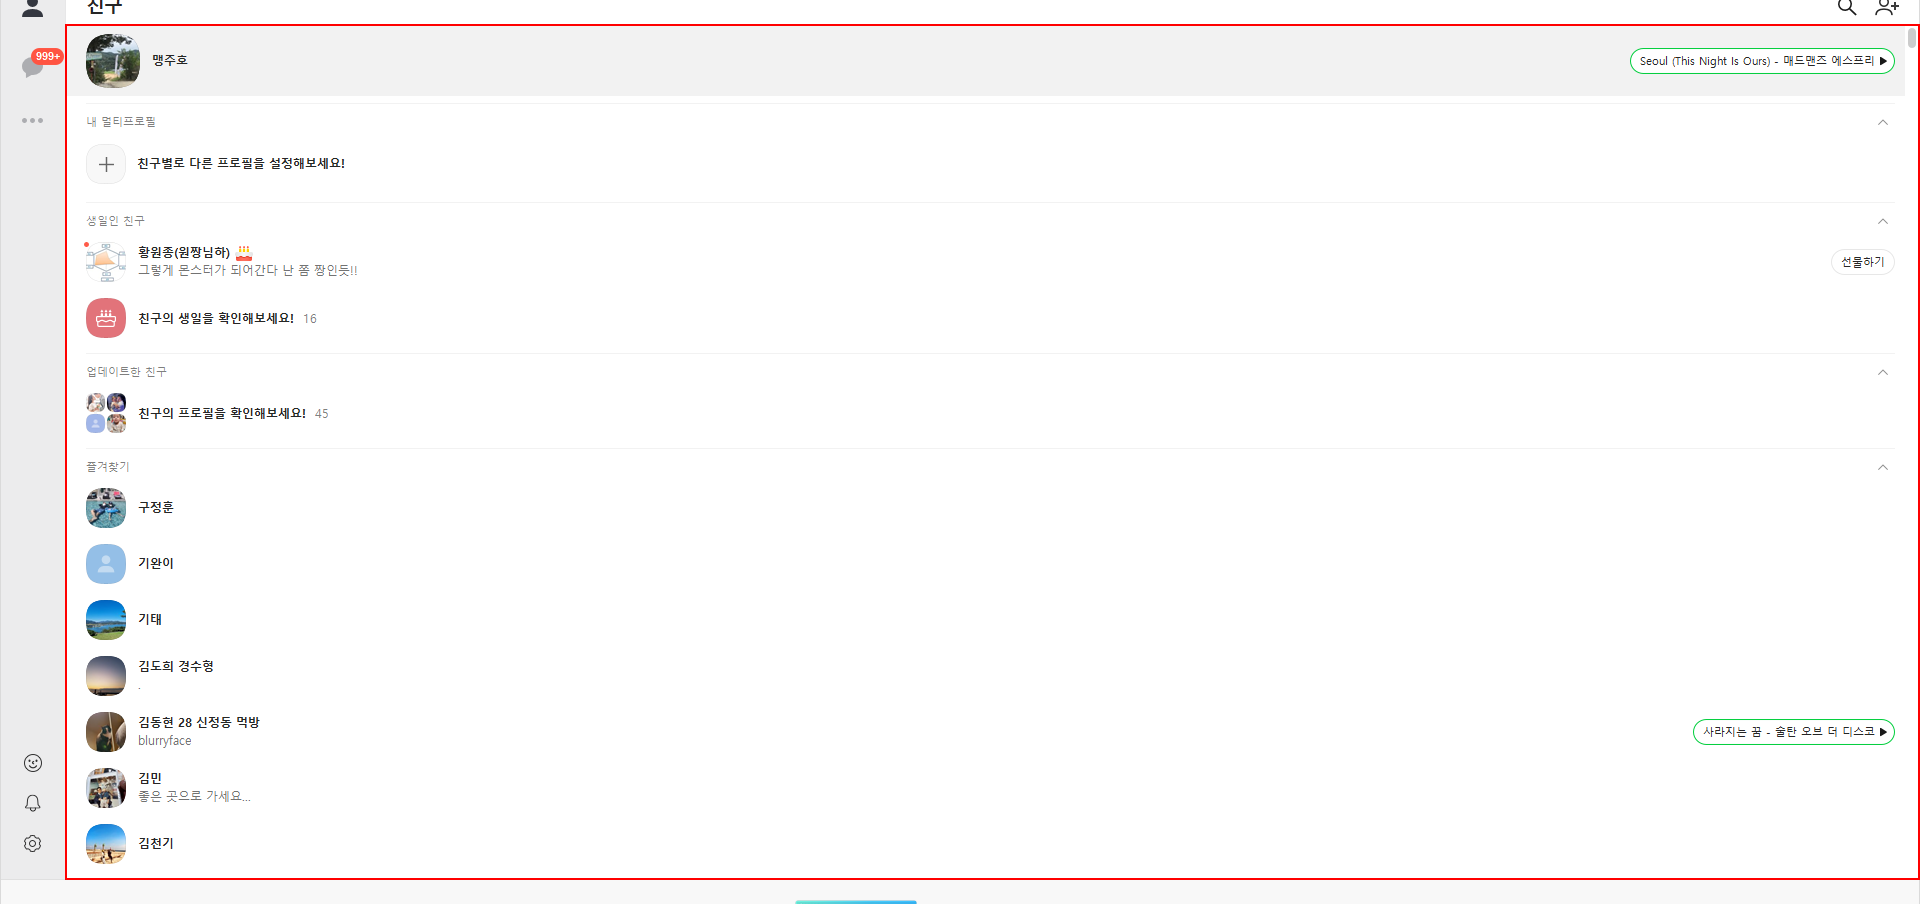 친구
999+
맹주호
Seoul (This Night Is Ours) - 매드맨즈 에스프리
내 멀티프로필
친구별로 다른 프로필을 설정해보세요!
생일인 친구
황원종(원짱님하)
그렇게 몬스터가 되어간다 난 쫌 짱인듯!!
선물하기
친구의 생일을 확인해보세요! 16
업데이트한 친구
친구의 프로필을 확인해보세요! 45
즐겨찾기
구정훈
기완이
기태
김도희 경수형
.
김동현 28 신정동 먹방
blurryface
사라지는 꿈 - 술탄 오브 더 디스코
김민
좋은 곳으로 가세요...
김천기